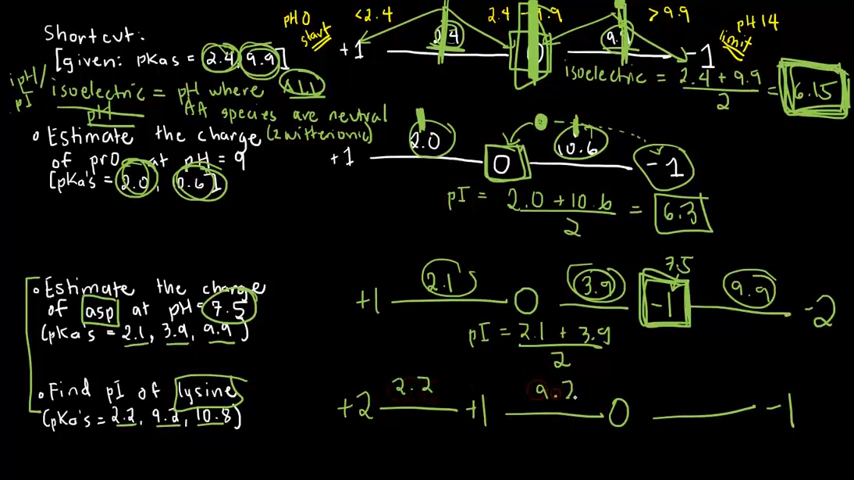 Shortcut:
[given: pKas = 2.4, 9.9]
ipH/
pI
isoelectric = pH where ALL
pH
AA species are neutral
(zwitterionic)
pH 0
start
<2.4
2.4 - 9.9
>9.9
pH 14
limit
+1 2.4 0 9. -1
isoelectric = 2.4 + 9.9 / 2 = 6.15
• Estimate the charge
of pro at pH = 9
[pKa's = 2.0, 10.6]
+1 2.0 0 10.6 -1
pI = 2.0 + 10.6 / 2 = 6.3
• Estimate the charge
of asp at pH = 7.5
(pKa's = 2.1, 3.9, 9.9)
7.5
+1 2.1 0 3.9 -1 9.9 -2
pI = 2.1 + 3.9 / 2
• Find pI of lysine
(pKa's = 2.2, 9.2, 10.8)
+2 2.2 +1 9.2 0 -1